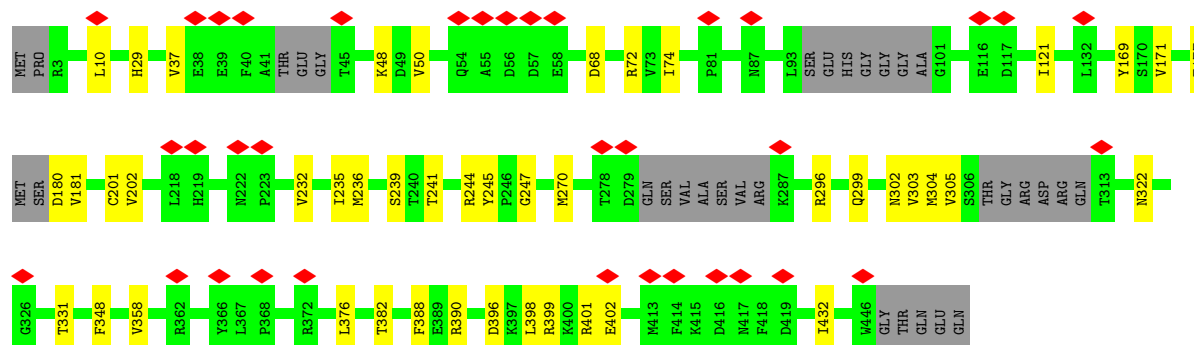 MET PRO R3 L10 H29 V37 E38 E39 F40 A41 THR GLU GLY T45 K48 D49 V50 Q54 A55 D56 D57 E58 D68 R72 V73 I74 P81 N87 L93 SER GLU HIS GLY GLY GLY ALA G101 E116 D117 I121 L132 Y169 S170 V171
MET SER D180 V181 C201 V202 L218 H219 N222 P223 V232 I235 M236 S239 T240 T241 R244 Y245 P246 G247 M270 T278 D279 GLN SER VAL ALA SER VAL ARG K287 R296 Q299 N302 V303 M304 V305 S306 THR GLY ARG ASP ARG GLN T313 N322
G326 T331 F348 V358 R362 Y366 L367 P368 R372 L376 T382 F388 E389 R390 D396 K397 L398 R399 K400 R401 E402 M413 F414 K415 D416 N417 F418 D419 I432 W446 GLY THR GLN GLU GLN